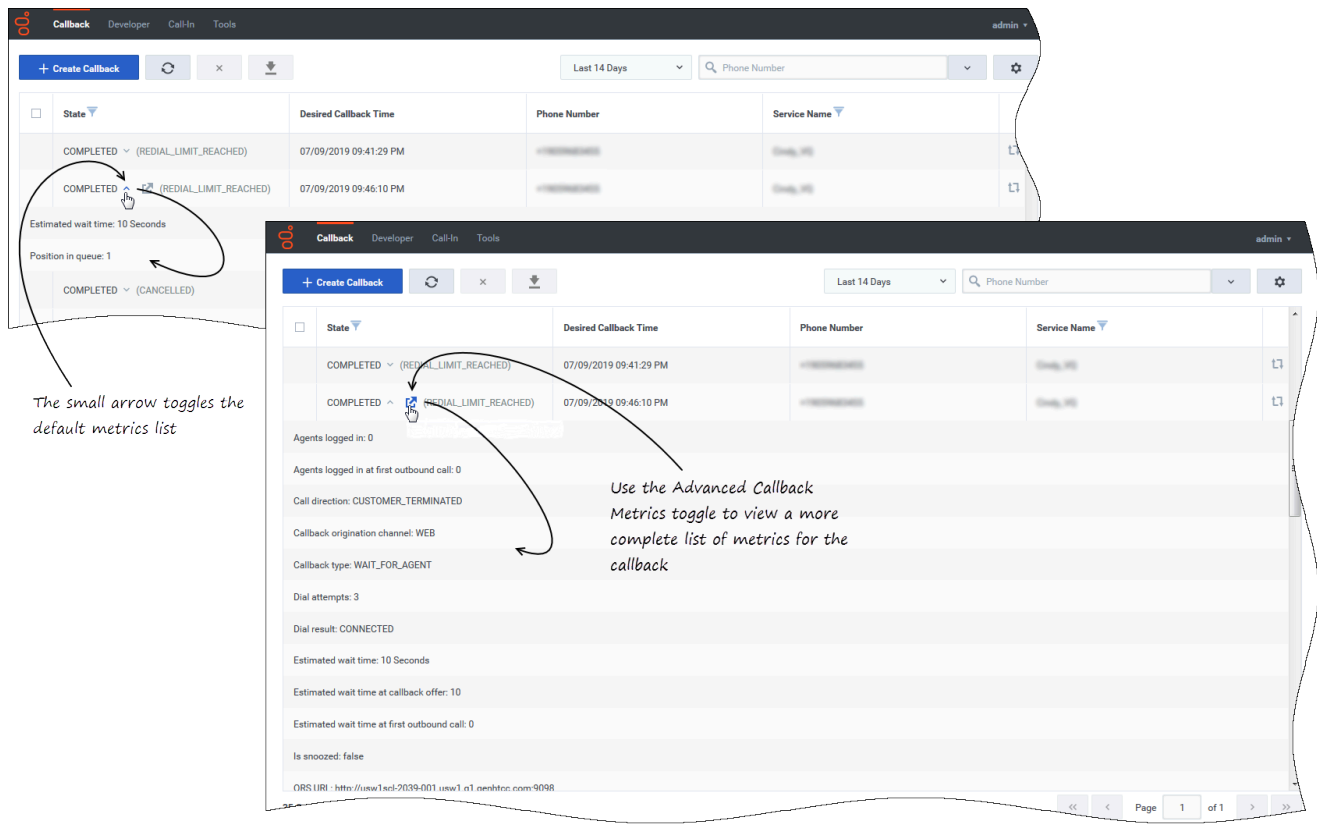 Callback Developer Call-In Tools admin
+ Create Callback Last 14 Days Phone Number
State Desired Callback Time Phone Number Service Name
COMPLETED (REDIAL_LIMIT_REACHED) 07/09/2019 09:41:29 PM
COMPLETED (REDIAL_LIMIT_REACHED) 07/09/2019 09:46:10 PM
Estimated wait time: 10 Seconds
Position in queue: 1
COMPLETED (CANCELLED)
The small arrow toggles the
default metrics list
Callback Developer Call-In Tools admin
+ Create Callback Last 14 Days Phone Number
State Desired Callback Time Phone Number Service Name
COMPLETED (REDIAL_LIMIT_REACHED) 07/09/2019 09:41:29 PM
COMPLETED (REDIAL_LIMIT_REACHED) 07/09/2019 09:46:10 PM
Agents logged in: 0
Agents logged in at first outbound call: 0
Call direction: CUSTOMER_TERMINATED
Callback origination channel: WEB
Callback type: WAIT_FOR_AGENT
Dial attempts: 3
Dial result: CONNECTED
Estimated wait time: 10 Seconds
Estimated wait time at callback offer: 10
Estimated wait time at first outbound call: 0
Is snoozed: false
ORS URL: http://usw1scl-2039-001.usw1.g1.genhtcc.com:9098
Page 1 of 1
Use the Advanced Callback
Metrics toggle to view a more
complete list of metrics for the
callback